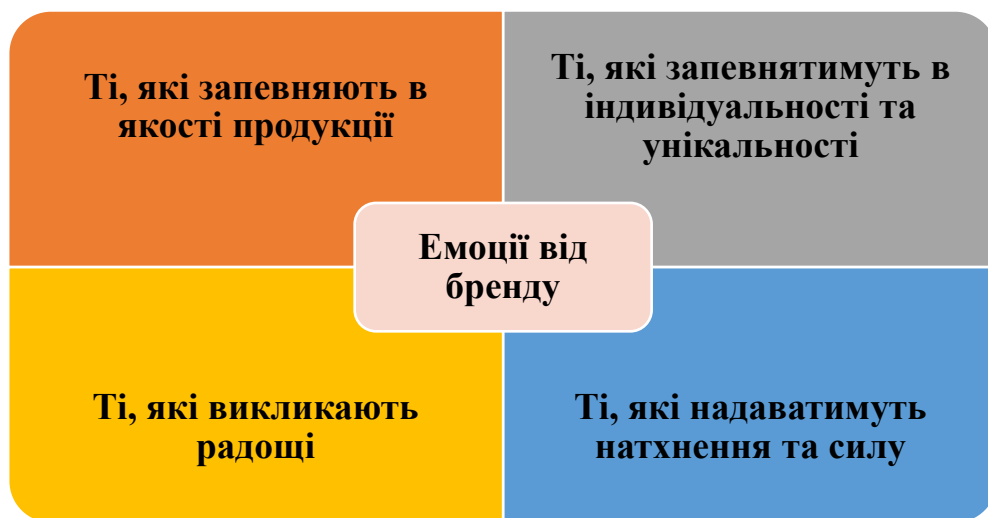 Ті, які запевняють в
якості продукції
Ті, які запевнятимуть в
індивідуальності та
унікальності
Емоції від
бренду
Ті, які викликають
радощі
Ті, які надаватимуть
натхнення та силу